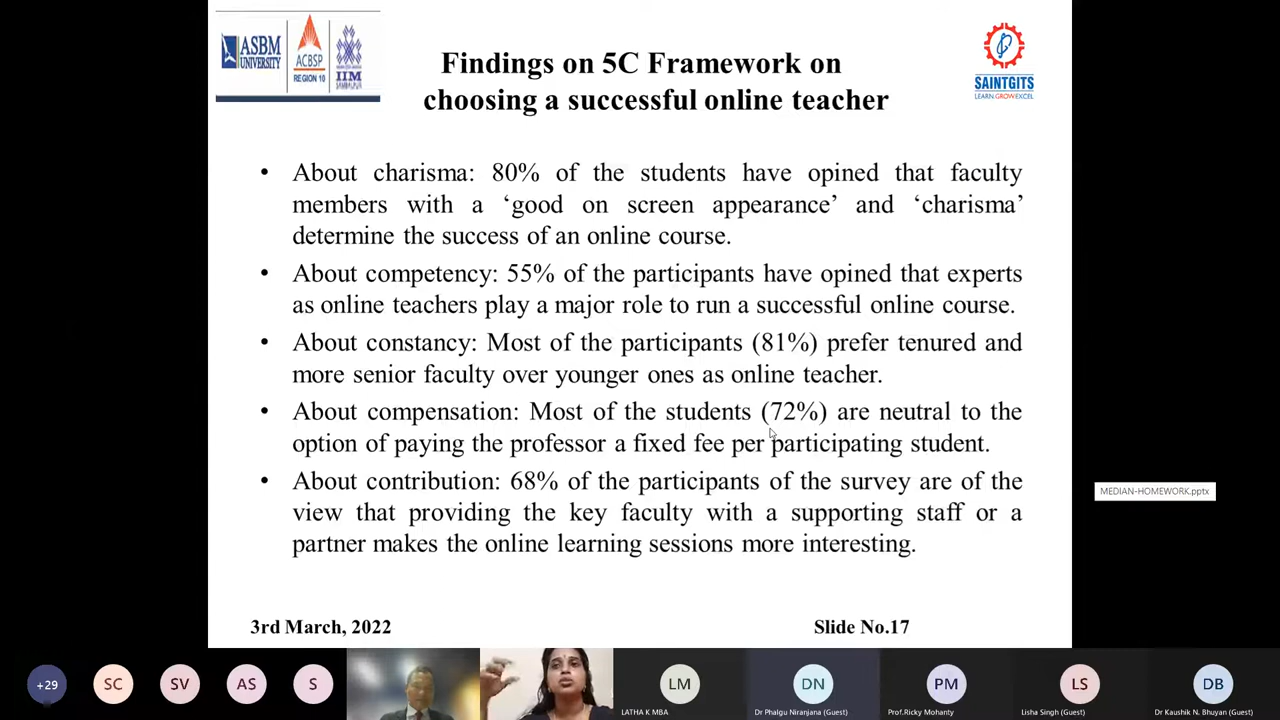 ASBM
UNIVERSITY
ACBSP
REGION 10
IIM
SAMBALPUR
Findings on 5C Framework on
choosing a successful online teacher
SAINTGITS
LEARN.GROW.EXCEL
• About charisma: 80% of the students have opined that faculty
members with a ‘good on screen appearance’ and ‘charisma’
determine the success of an online course.
• About competency: 55% of the participants have opined that experts
as online teachers play a major role to run a successful online course.
• About constancy: Most of the participants (81%) prefer tenured and
more senior faculty over younger ones as online teacher.
• About compensation: Most of the students (72%) are neutral to the
option of paying the professor a fixed fee per participating student.
• About contribution: 68% of the participants of the survey are of the
view that providing the key faculty with a supporting staff or a
partner makes the online learning sessions more interesting.
MEDIAN-HOMEWORK.pptx
3rd March, 2022
Slide No.17
+29
SC
SV
AS
S
LM
LATHA K MBA
DN
Dr Phalgu Niranjana (Guest)
PM
Prof.Ricky Mohanty
LS
Lisha Singh (Guest)
DB
Dr Kaushik N. Bhuyan (Guest)